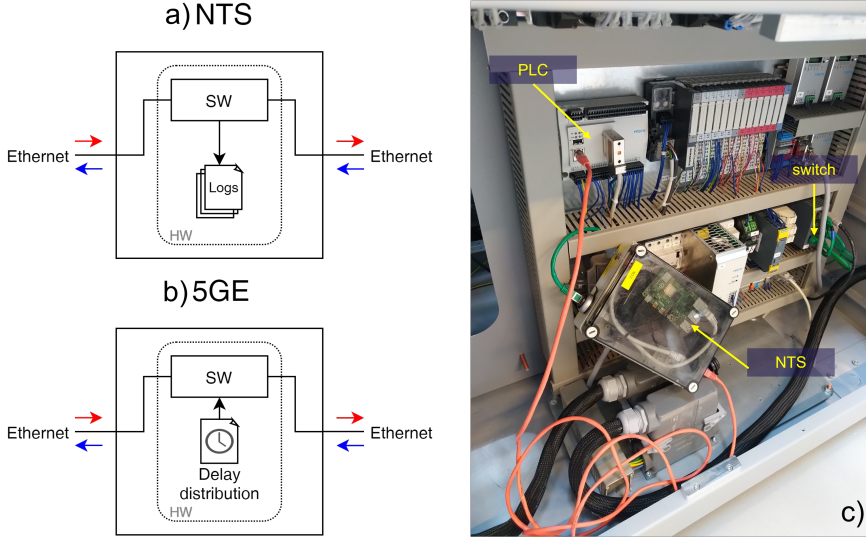 a) NTS
SW
Ethernet
Ethernet
Logs
HW
b) 5GE
SW
Ethernet
Ethernet
Delay
distribution
HW
PLC
switch
NTS
c)